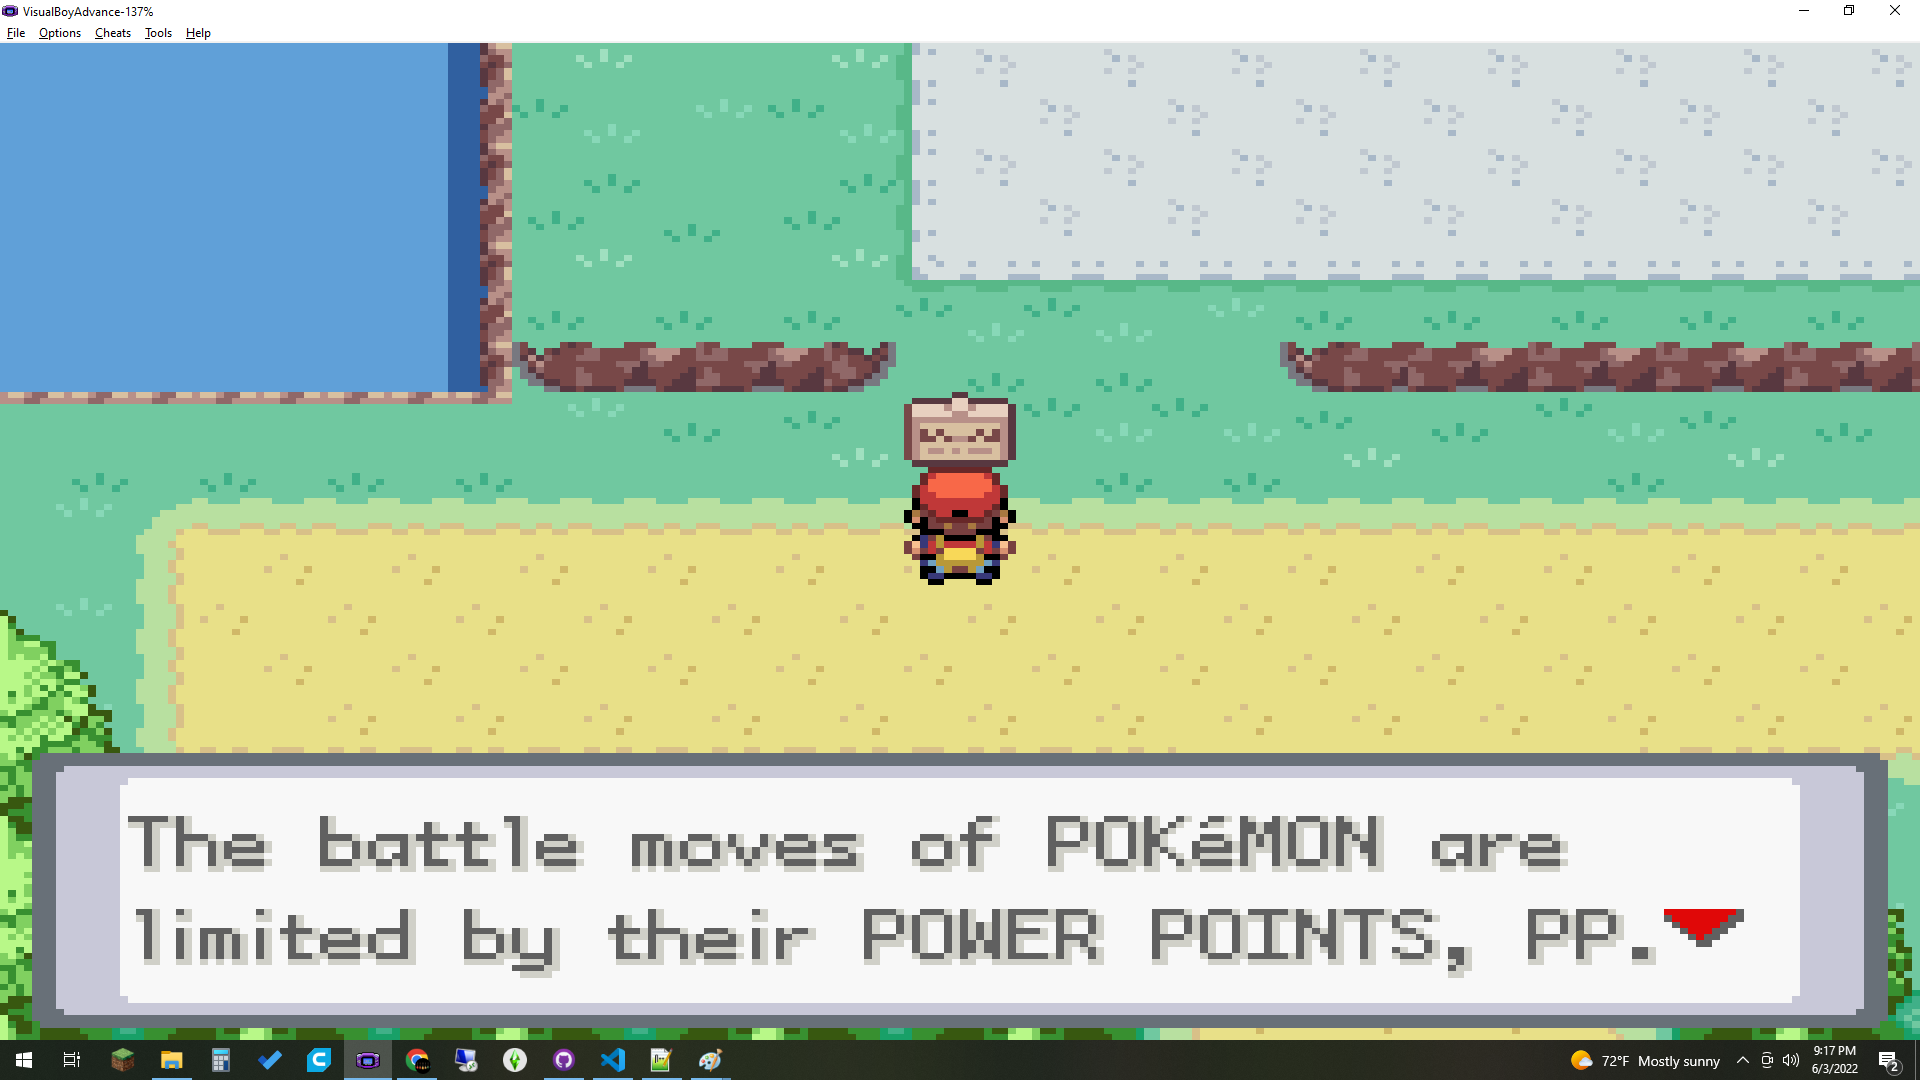 VisualBoyAdvance-137%
File Options Cheats Tools Help
The battle moves of POKéMON are
limited by their POWER POINTS, PP.
72°F Mostly sunny
9:17 PM
6/3/2022
2